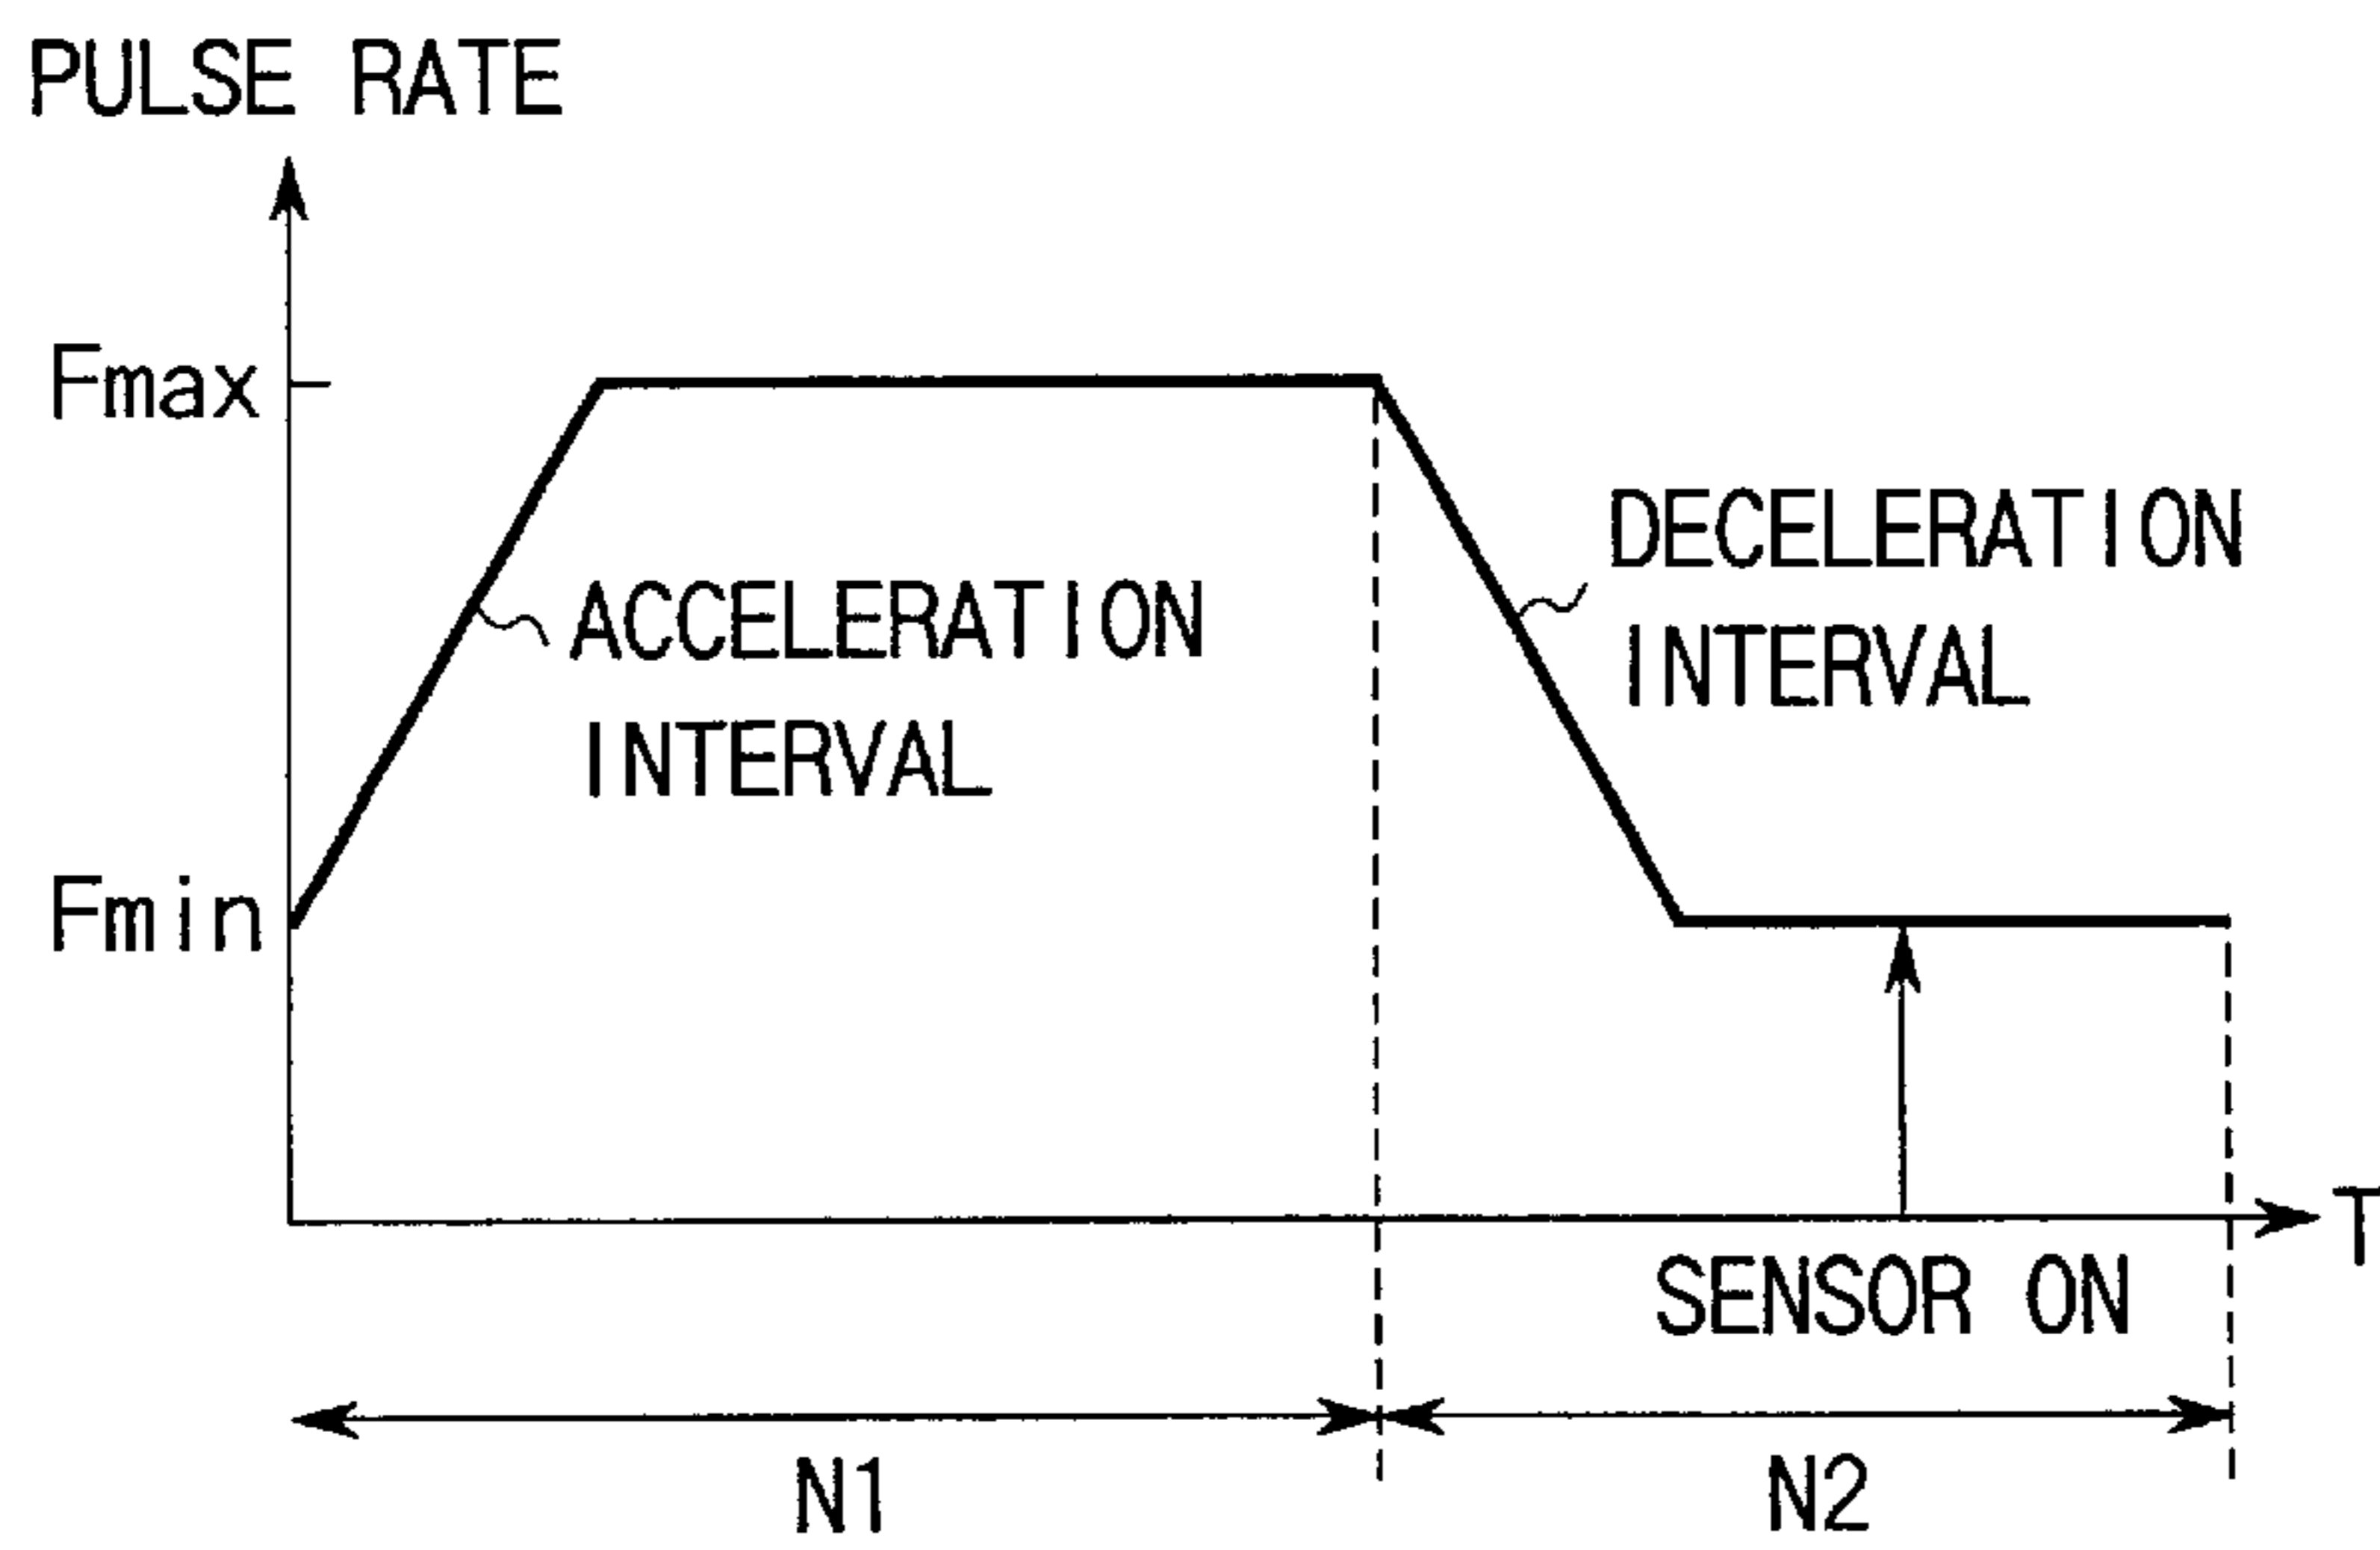 PULSE RATE
Fmax
DECELERATION
INTERVAL
ACCELERATION
INTERVAL
Fmin
T
SENSOR ON
N1
N2